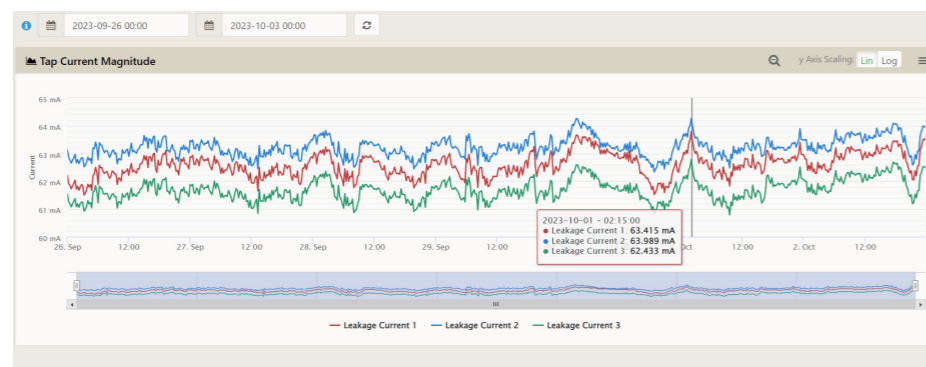 2023-09-26 00:00 2023-10-03 00:00
Tap Current Magnitude y Axis Scaling: Lin Log
65 mA
64 mA
63 mA
62 mA
61 mA
60 mA
Current
2023-10-01 - 02:15:00
Leakage Current 1: 63.415 mA
Leakage Current 2: 63.989 mA
Leakage Current 3: 62.433 mA
26. Sep 12:00 27. Sep 12:00 28. Sep 12:00 29. Sep 12:00 Oct 12:00 2. Oct 12:00
Leakage Current 1 Leakage Current 2 Leakage Current 3